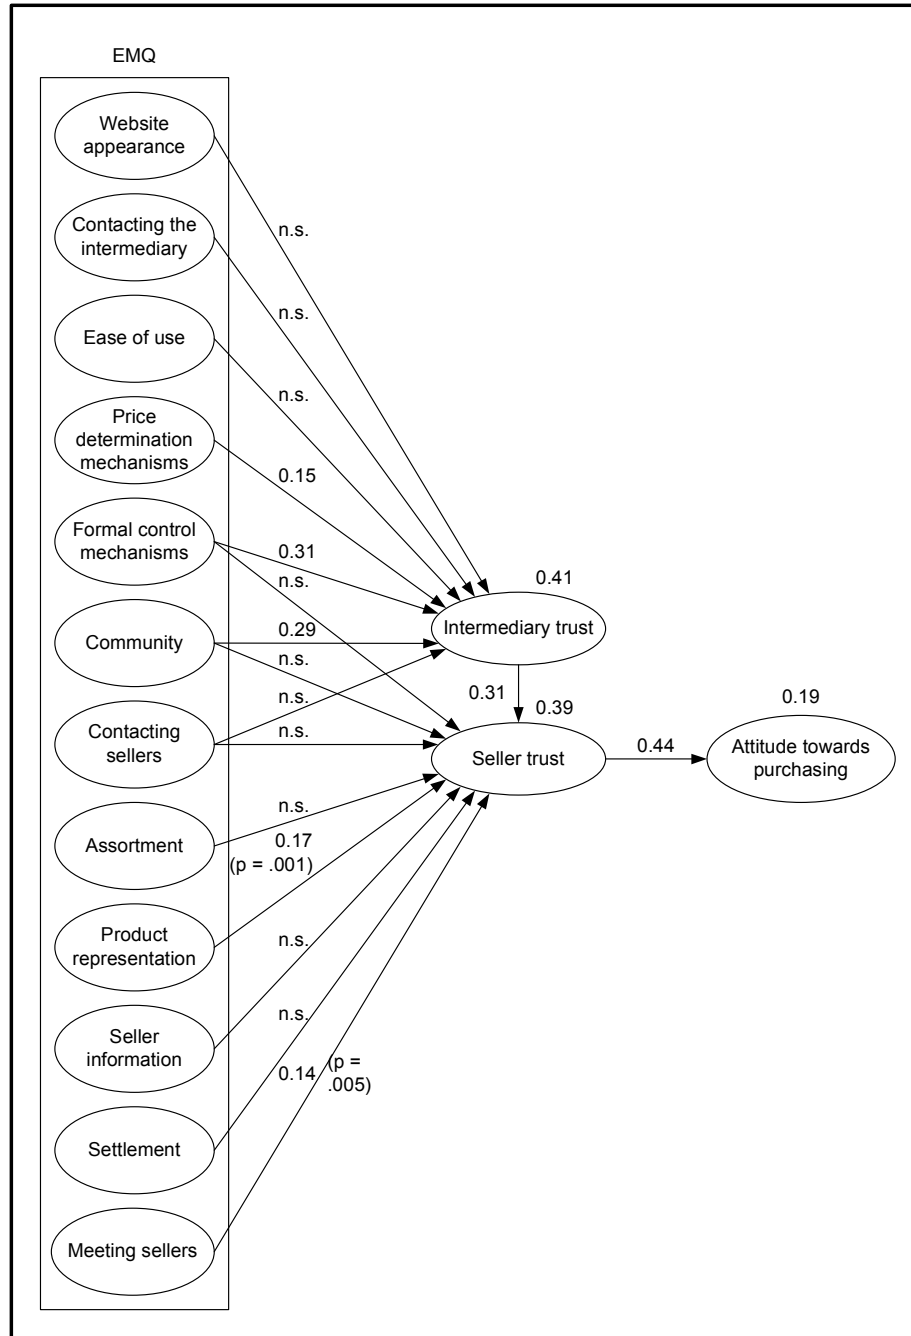 EMQ
Website
appearance
Contacting the
intermediary
n.s.
n.s.
Ease of use
n.s.
Price
determination
mechanisms
0.15
Formal control
mechanisms
0.31
n.s.
0.41
Intermediary trust
Community
0.29
n.s.
n.s.
0.31
0.39
0.19
Contacting
sellers
n.s.
Seller trust
0.44
Attitude towards
purchasing
n.s.
Assortment
0.17
(p = .001)
Product
representation
n.s.
n.s.
Seller
information
0.14
(p =
.005)
Settlement
Meeting sellers